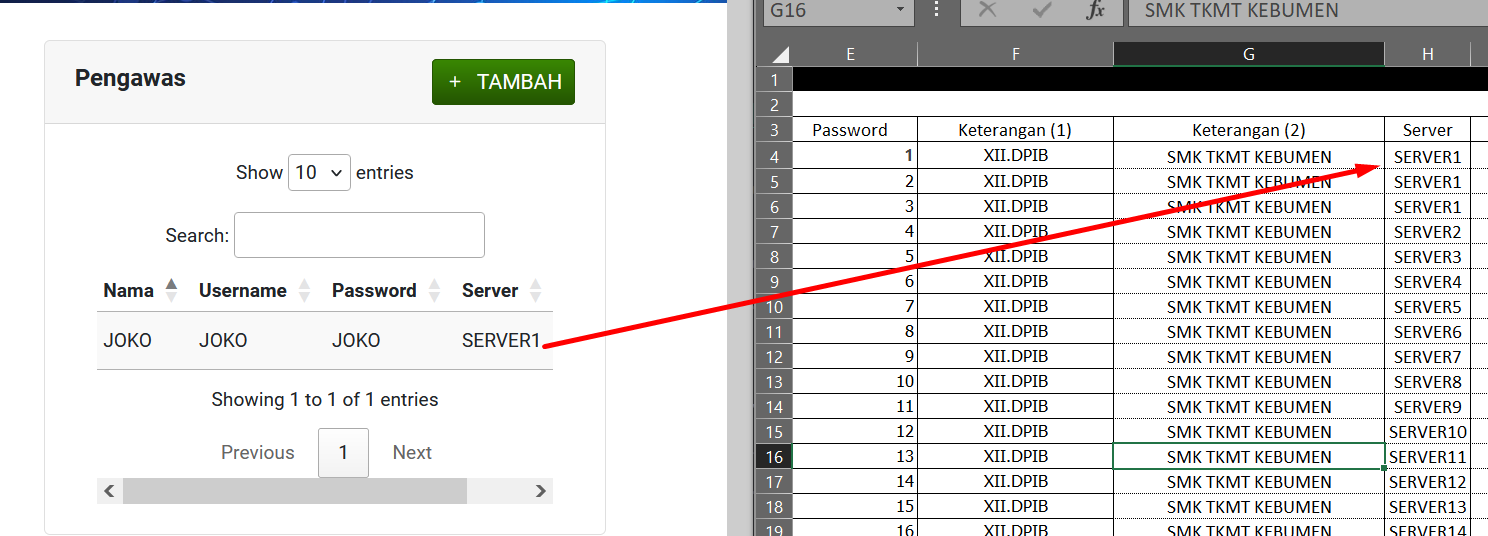 Pengawas
+ TAMBAH
Show 10 entries
Search:
Nama Username Password Server
JOKO JOKO JOKO SERVER1
Showing 1 to 1 of 1 entries
Previous 1 Next
G16 fx SMK TKMT KEBUMEN
E F G H
1
2
3 Password Keterangan (1) Keterangan (2) Server
4 1 XII.DPIB SMK TKMT KEBUMEN SERVER1
5 2 XII.DPIB SMK TKMT KEBUMEN SERVER1
6 3 XII.DPIB SMK TKMT KEBUMEN SERVER1
7 4 XII.DPIB SMK TKMT KEBUMEN SERVER2
8 5 XII.DPIB SMK TKMT KEBUMEN SERVER3
9 6 XII.DPIB SMK TKMT KEBUMEN SERVER4
10 7 XII.DPIB SMK TKMT KEBUMEN SERVER5
11 8 XII.DPIB SMK TKMT KEBUMEN SERVER6
12 9 XII.DPIB SMK TKMT KEBUMEN SERVER7
13 10 XII.DPIB SMK TKMT KEBUMEN SERVER8
14 11 XII.DPIB SMK TKMT KEBUMEN SERVER9
15 12 XII.DPIB SMK TKMT KEBUMEN SERVER10
16 13 XII.DPIB SMK TKMT KEBUMEN SERVER11
17 14 XII.DPIB SMK TKMT KEBUMEN SERVER12
18 15 XII.DPIB SMK TKMT KEBUMEN SERVER13
19 16 XII.DPIB SMK TKMT KEBUMEN SERVER14